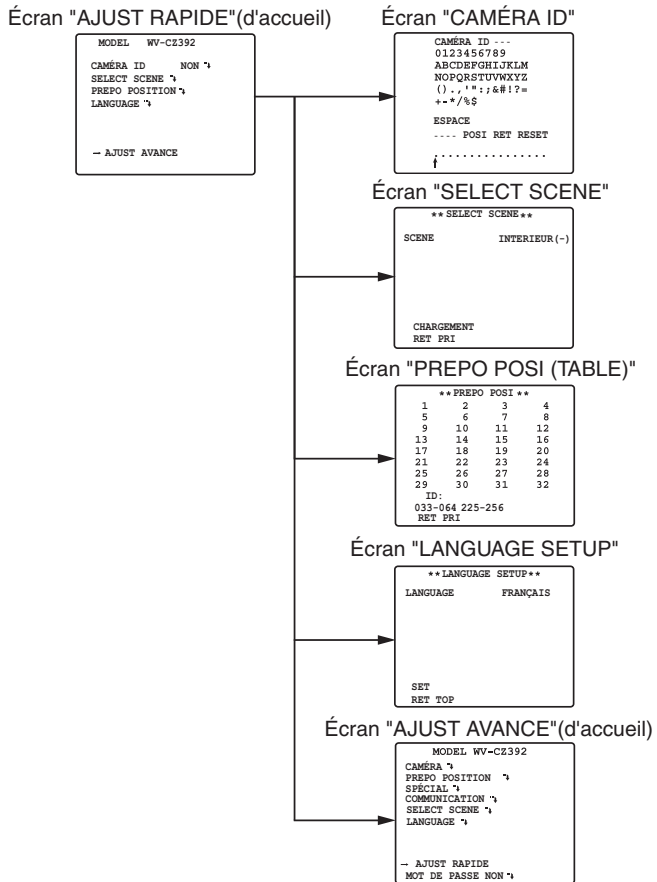 Écran "AJUST RAPIDE"(d'accueil)
MODEL WV-CZ392
CAMÉRA ID NON
SELECT SCENE
PREPO POSITION
LANGUAGE
AJUST AVANCE
Écran "CAMÉRA ID"
CAMÉRA ID ---
0123456789
ABCDEFGHIJKLM
NOPQRSTUVWXYZ
().,'":;&#!?=
+-*/%$
ESPACE
---- POSI RET RESET
................
Écran "SELECT SCENE"
**SELECT SCENE**
SCENE INTERIEUR(-)
CHARGEMENT
RET PRI
Écran "PREPO POSI (TABLE)"
**PREPO POSI**
1 2 3 4
5 6 7 8
9 10 11 12
13 14 15 16
17 18 19 20
21 22 23 24
25 26 27 28
29 30 31 32
ID:
033-064 225-256
RET PRI
Écran "LANGUAGE SETUP"
**LANGUAGE SETUP**
LANGUAGE FRANÇAIS
SET
RET TOP
Écran "AJUST AVANCE"(d'accueil)
MODEL WV-CZ392
CAMÉRA
PREPO POSITION
SPÉCIAL
COMMUNICATION
SELECT SCENE
LANGUAGE
AJUST RAPIDE
MOT DE PASSE NON